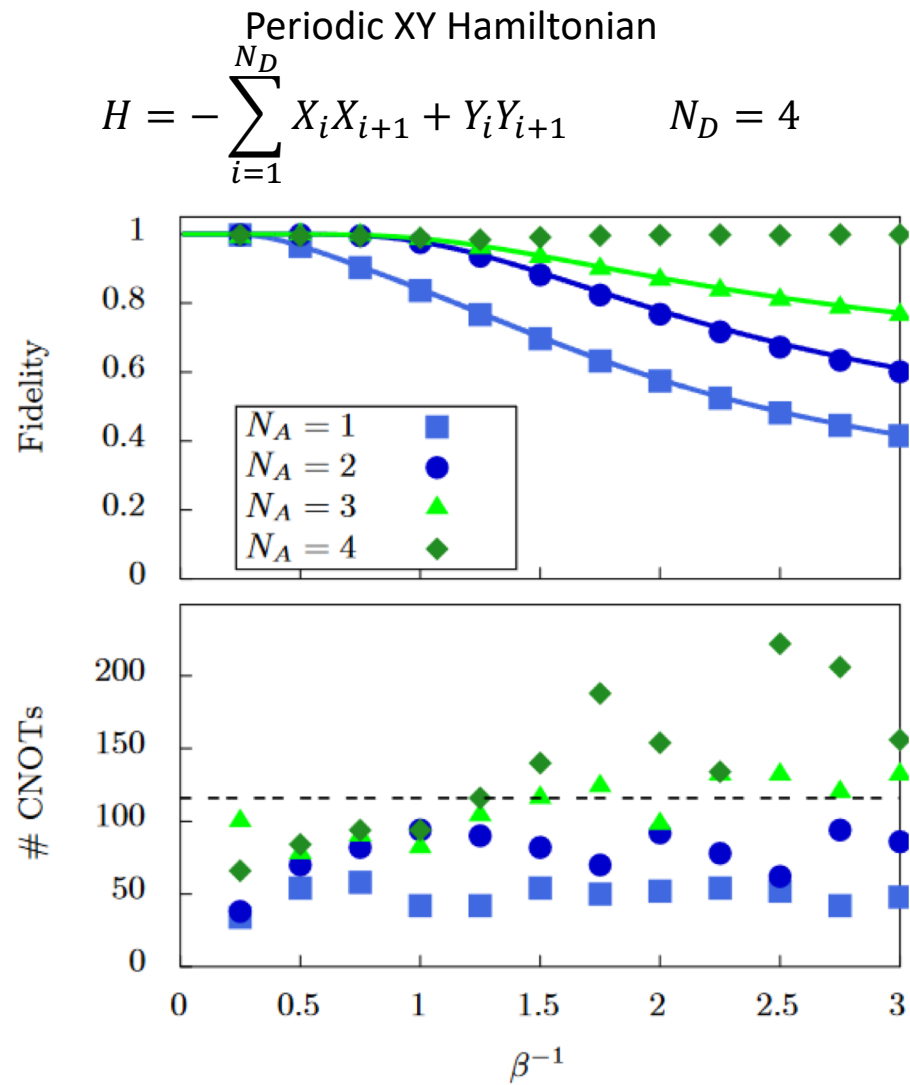 Periodic XY Hamiltonian
H = − ∑_{i=1}^{N_D} X_i X_{i+1} + Y_i Y_{i+1} N_D = 4
1
0.8
0.6
0.4
0.2
0
Fidelity
N_A = 1
N_A = 2
N_A = 3
N_A = 4
200
150
100
50
0
# CNOTs
0 0.5 1 1.5 2 2.5 3
β^{−1}